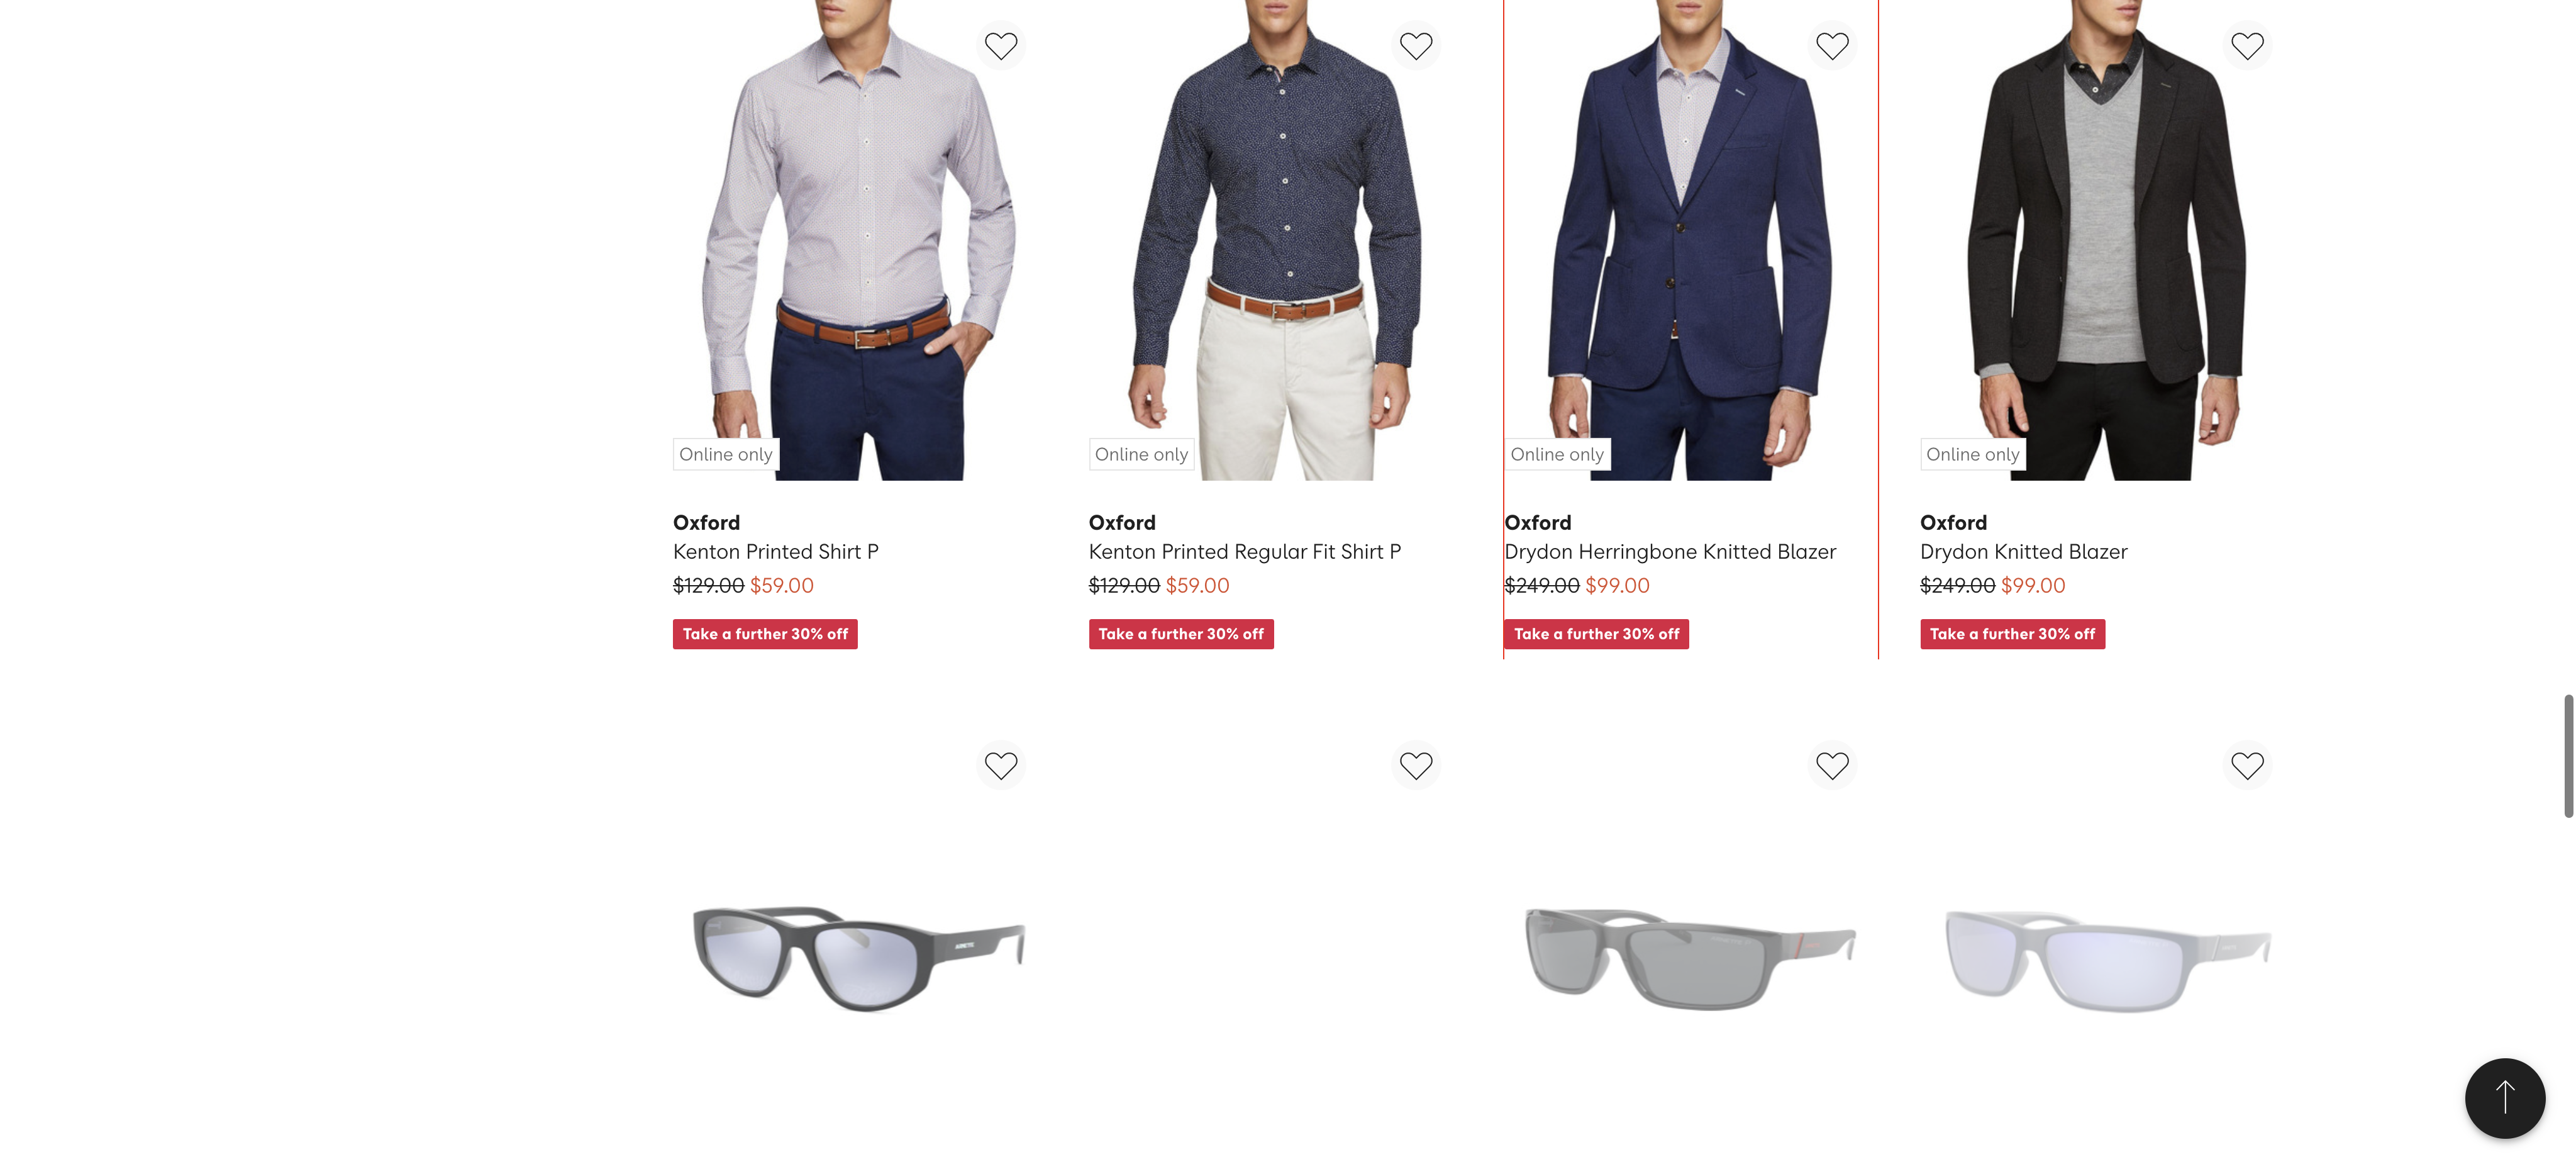 Online only
Online only
Online only
Online only
Oxford
Kenton Printed Shirt P
$129.00 $59.00
Take a further 30% off
Oxford
Kenton Printed Regular Fit Shirt P
$129.00 $59.00
Take a further 30% off
Oxford
Drydon Herringbone Knitted Blazer
$249.00 $99.00
Take a further 30% off
Oxford
Drydon Knitted Blazer
$249.00 $99.00
Take a further 30% off